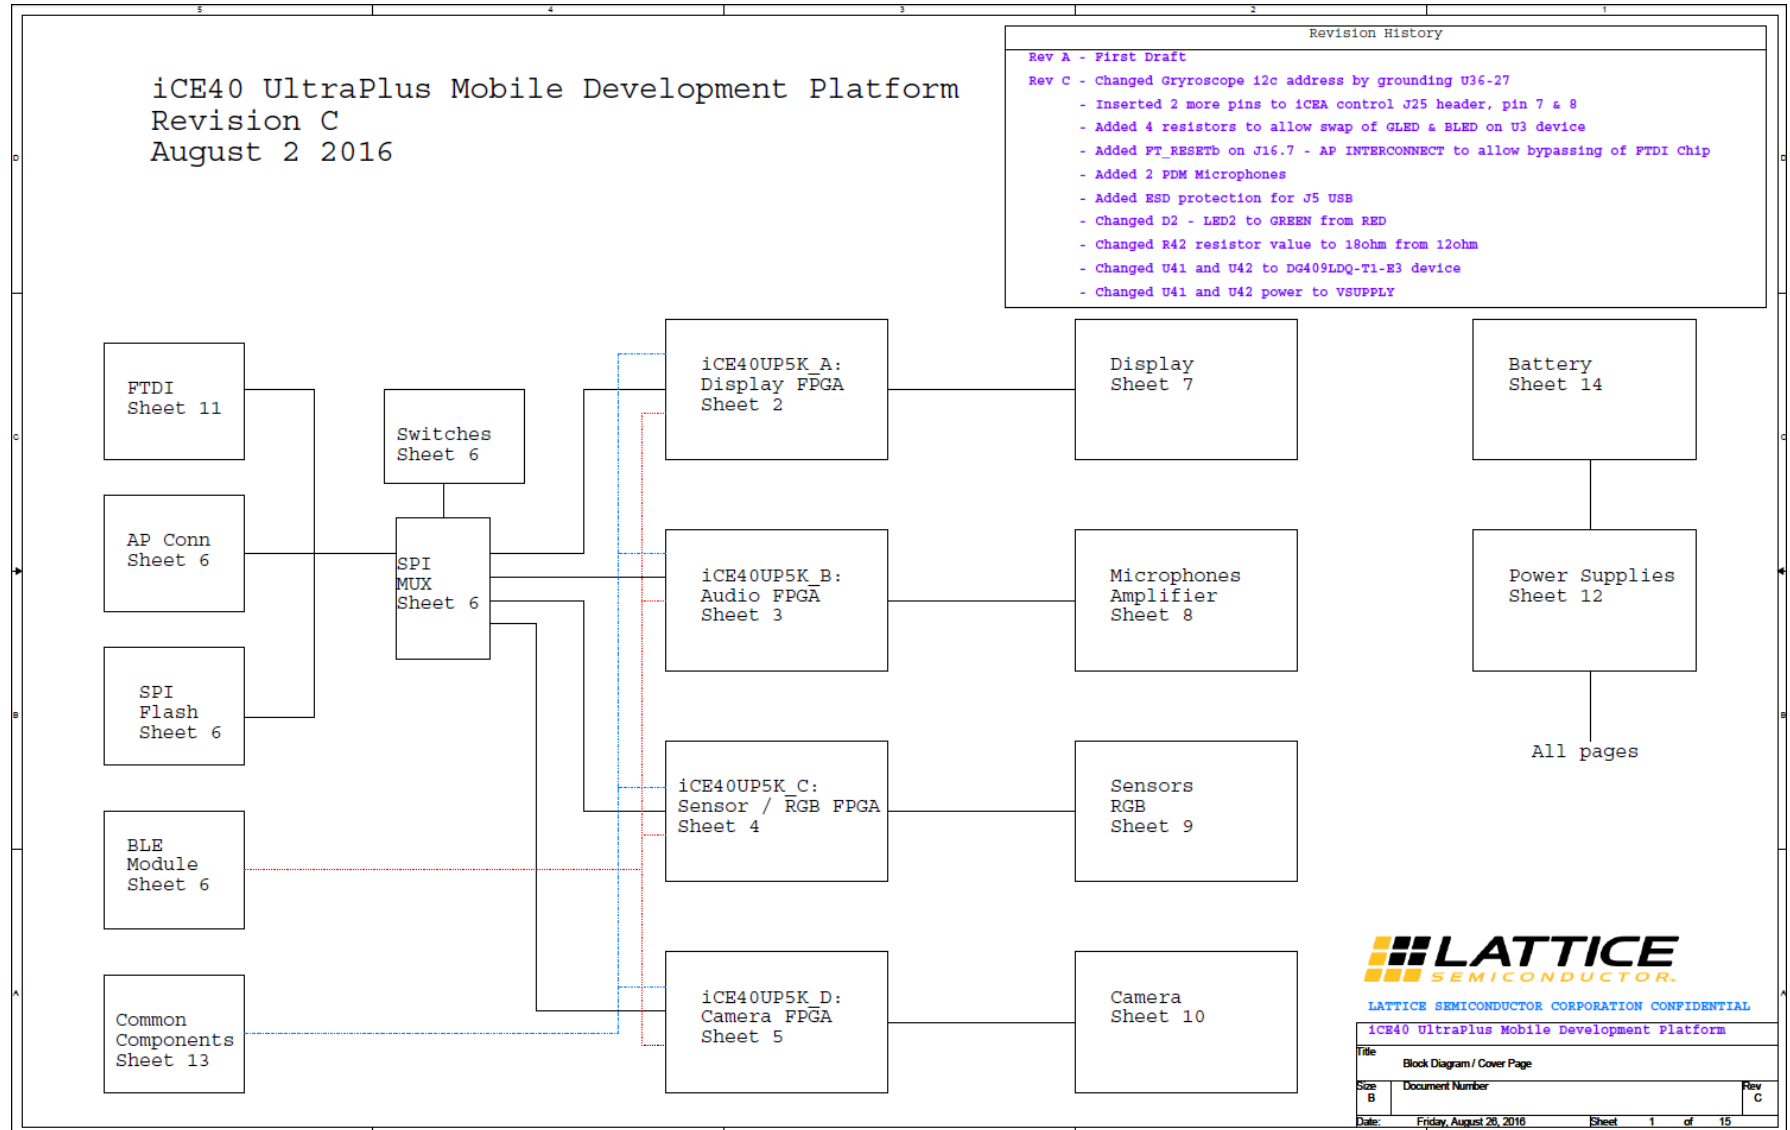 5 4 3 2 1
iCE40 UltraPlus Mobile Development Platform
Revision C
August 2 2016
Revision History
Rev A - First Draft
Rev C - Changed Gryroscope i2c address by grounding U36-27
- Inserted 2 more pins to iCEA control J25 header, pin 7 & 8
- Added 4 resistors to allow swap of GLED & BLED on U3 device
- Added FT_RESETb on J16.7 - AP INTERCONNECT to allow bypassing of FTDI Chip
- Added 2 PDM Microphones
- Added ESD protection for J5 USB
- Changed D2 - LED2 to GREEN from RED
- Changed R42 resistor value to 18ohm from 12ohm
- Changed U41 and U42 to DG409LDQ-T1-E3 device
- Changed U41 and U42 power to VSUPPLY
D D
C C
B B
A A
FTDI
Sheet 11
AP Conn
Sheet 6
SPI
Flash
Sheet 6
BLE
Module
Sheet 6
Common
Components
Sheet 13
Switches
Sheet 6
SPI
MUX
Sheet 6
iCE40UP5K_A:
Display FPGA
Sheet 2
iCE40UP5K_B:
Audio FPGA
Sheet 3
iCE40UP5K_C:
Sensor / RGB FPGA
Sheet 4
iCE40UP5K_D:
Camera FPGA
Sheet 5
Display
Sheet 7
Microphones
Amplifier
Sheet 8
Sensors
RGB
Sheet 9
Camera
Sheet 10
Battery
Sheet 14
Power Supplies
Sheet 12
All pages
LATTICE
SEMICONDUCTOR.
LATTICE SEMICONDUCTOR CORPORATION CONFIDENTIAL
iCE40 UltraPlus Mobile Development Platform
Title
Block Diagram / Cover Page
Size Document Number Rev
B C
Date: Friday, August 26, 2016 Sheet 1 of 15